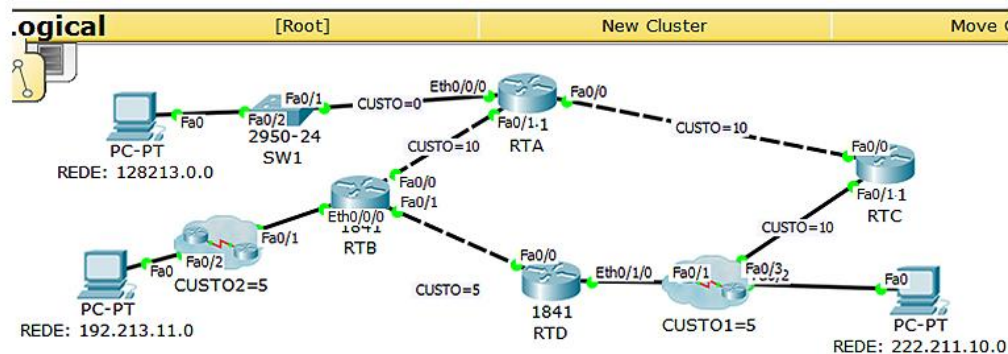 .ogical [Root] New Cluster Move
Eth0/0/0
Fa0/0
Fa0/1
CUSTO=0
Fa0
Fa0/2
Fa0/1.1
CUSTO=10
PC-PT
2950-24
RTA
Fa0/0
SW1
CUSTO=10
REDE: 128213.0.0
Fa0/0
Fa0/1.1
Fa0/1
RTC
Eth0/0/0
1841
CUSTO=10
Fa0/1
RTB
Fa0/0
Fa0
Fa0/2
Eth0/1/0
Fa0/1
Fa0/3
Fa0
CUSTO2=5
CUSTO=5
PC-PT
1841
CUSTO1=5
PC-PT
REDE: 192.213.11.0
RTD
REDE: 222.211.10.0